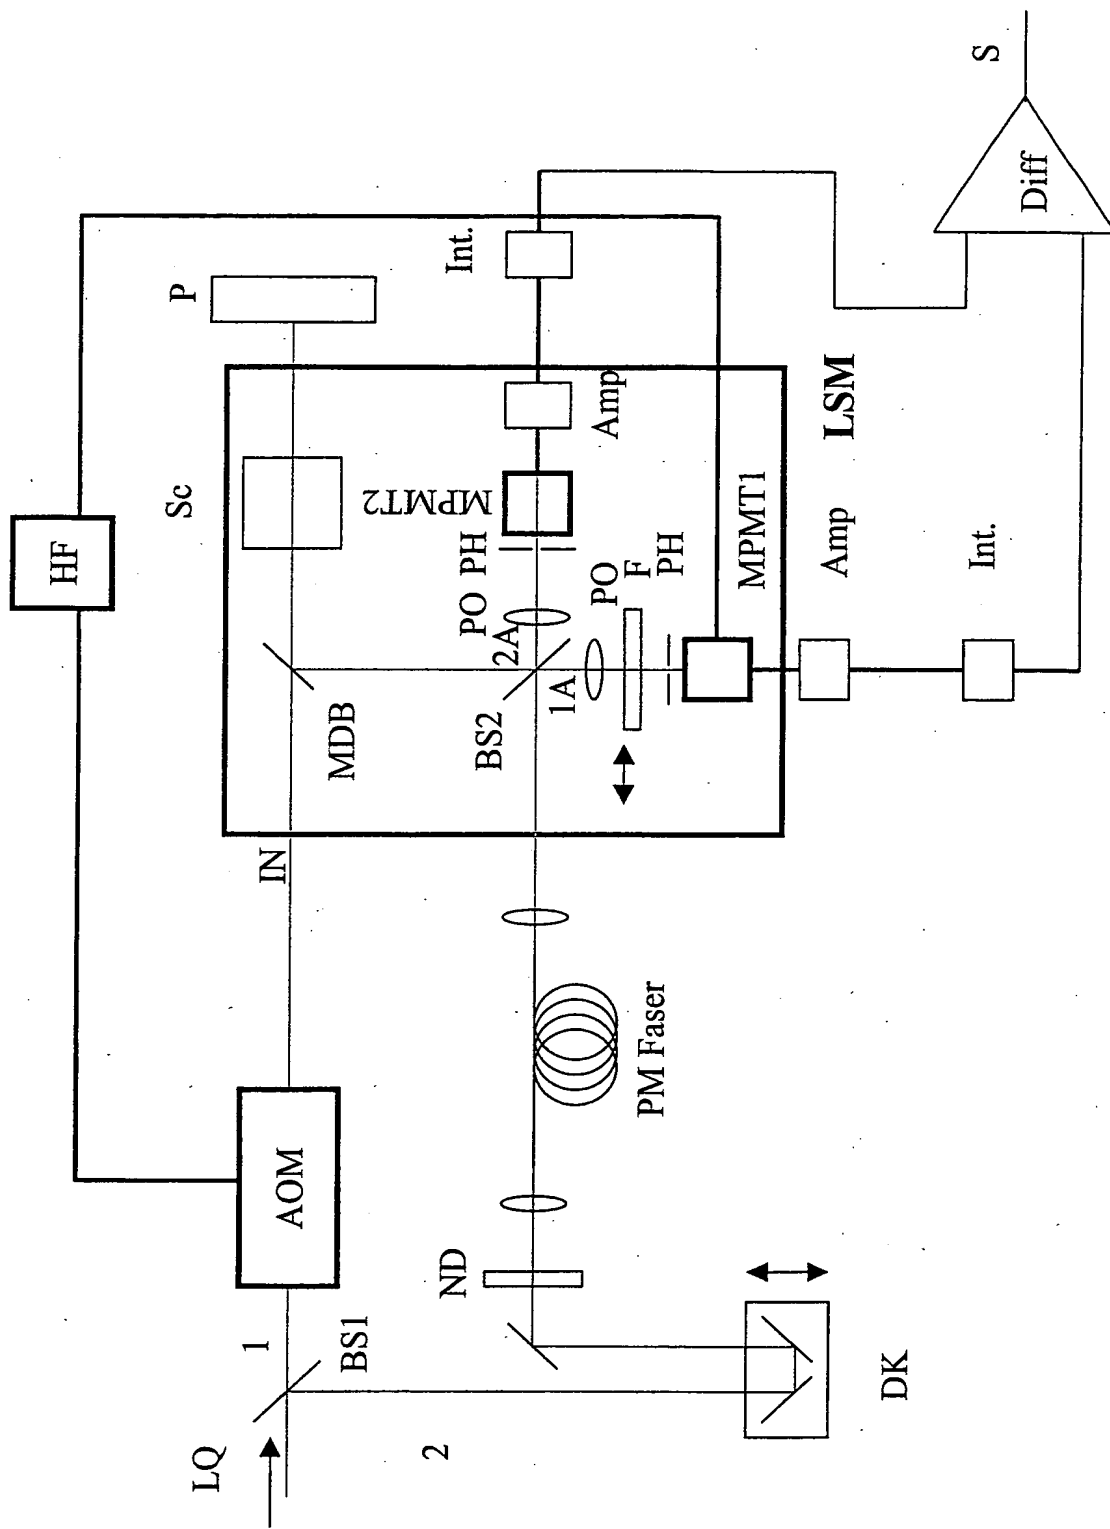 LQ
1
BS1
2
DK
AOM
ND
PM Faser
HF
IN
MDB
BS2
2A
1A
Sc
P
PO
PH
MPMT2
Amp
Int.
PO
F
PH
MPMT1
LSM
Amp
Int.
Diff
S